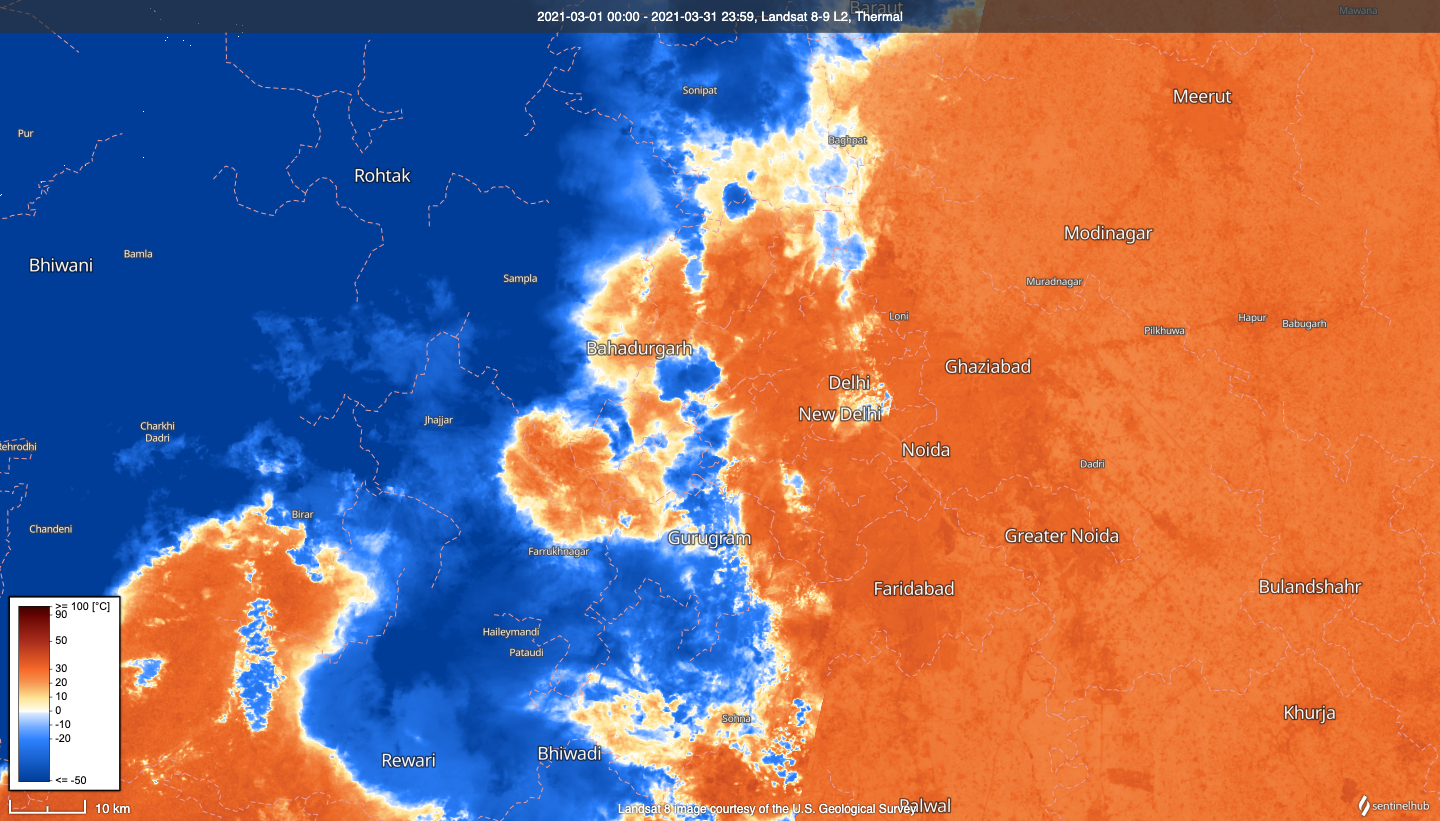 2021-03-01 00:00 - 2021-03-31 23:59, Landsat 8-9 L2, Thermal
Baraut
Mawana
Sonipat
Meerut
Pur
Baghpat
Rohtak
Modinagar
Bamla
Bhiwani
Sampla
Muradnagar
Loni
Hapur
Babugarh
Pilkhuwa
Bahadurgarh
Ghaziabad
Delhi
New Delhi
Jhajjar
Charkhi
Dadri
Rehrodhi
Noida
Dadri
Birar
Chandeni
Greater Noida
Gurugram
Farrukhnagar
Faridabad
Bulandshahr
>= 100 [°C]
90
50
30
20
10
0
-10
-20
<= -50
Haileymandi
Pataudi
Sohna
Khurja
Rewari
Bhiwadi
Palwal
10 km
Landsat 8 image courtesy of the U.S. Geological Survey
sentinelhub